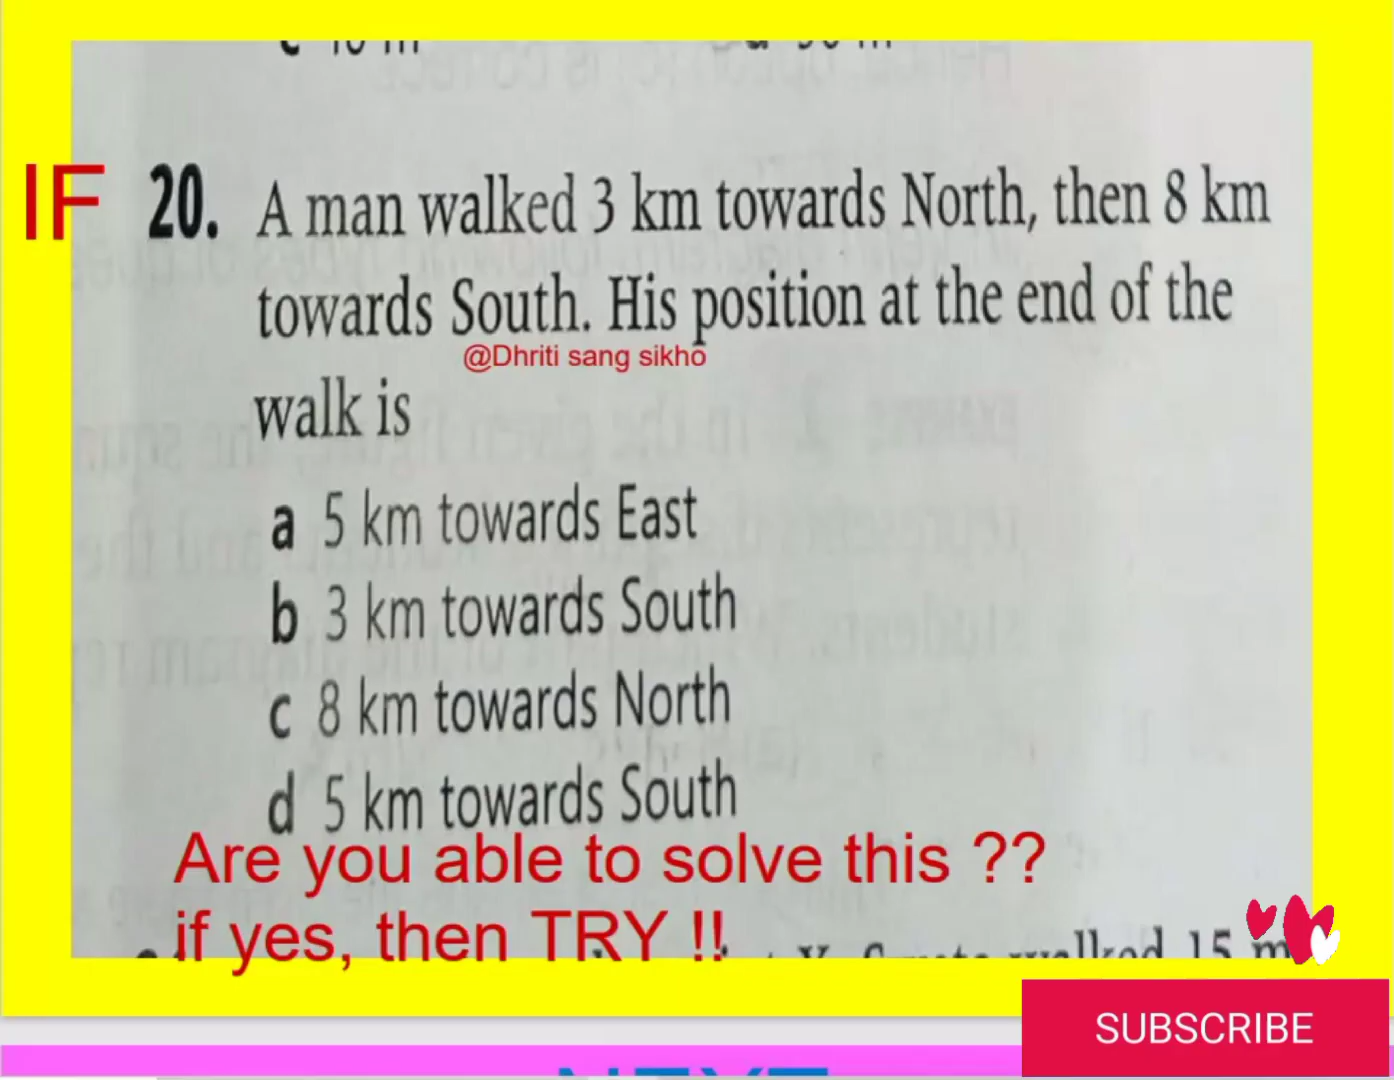 IF 20. A man walked 3 km towards North, then 8 km
towards South. His position at the end of the
@Dhriti sang sikho
walk is
a 5 km towards East
b 3 km towards South
c 8 km towards North
d 5 km towards South
Are you able to solve this ??
if yes, then TRY !!
walked 15 m
SUBSCRIBE